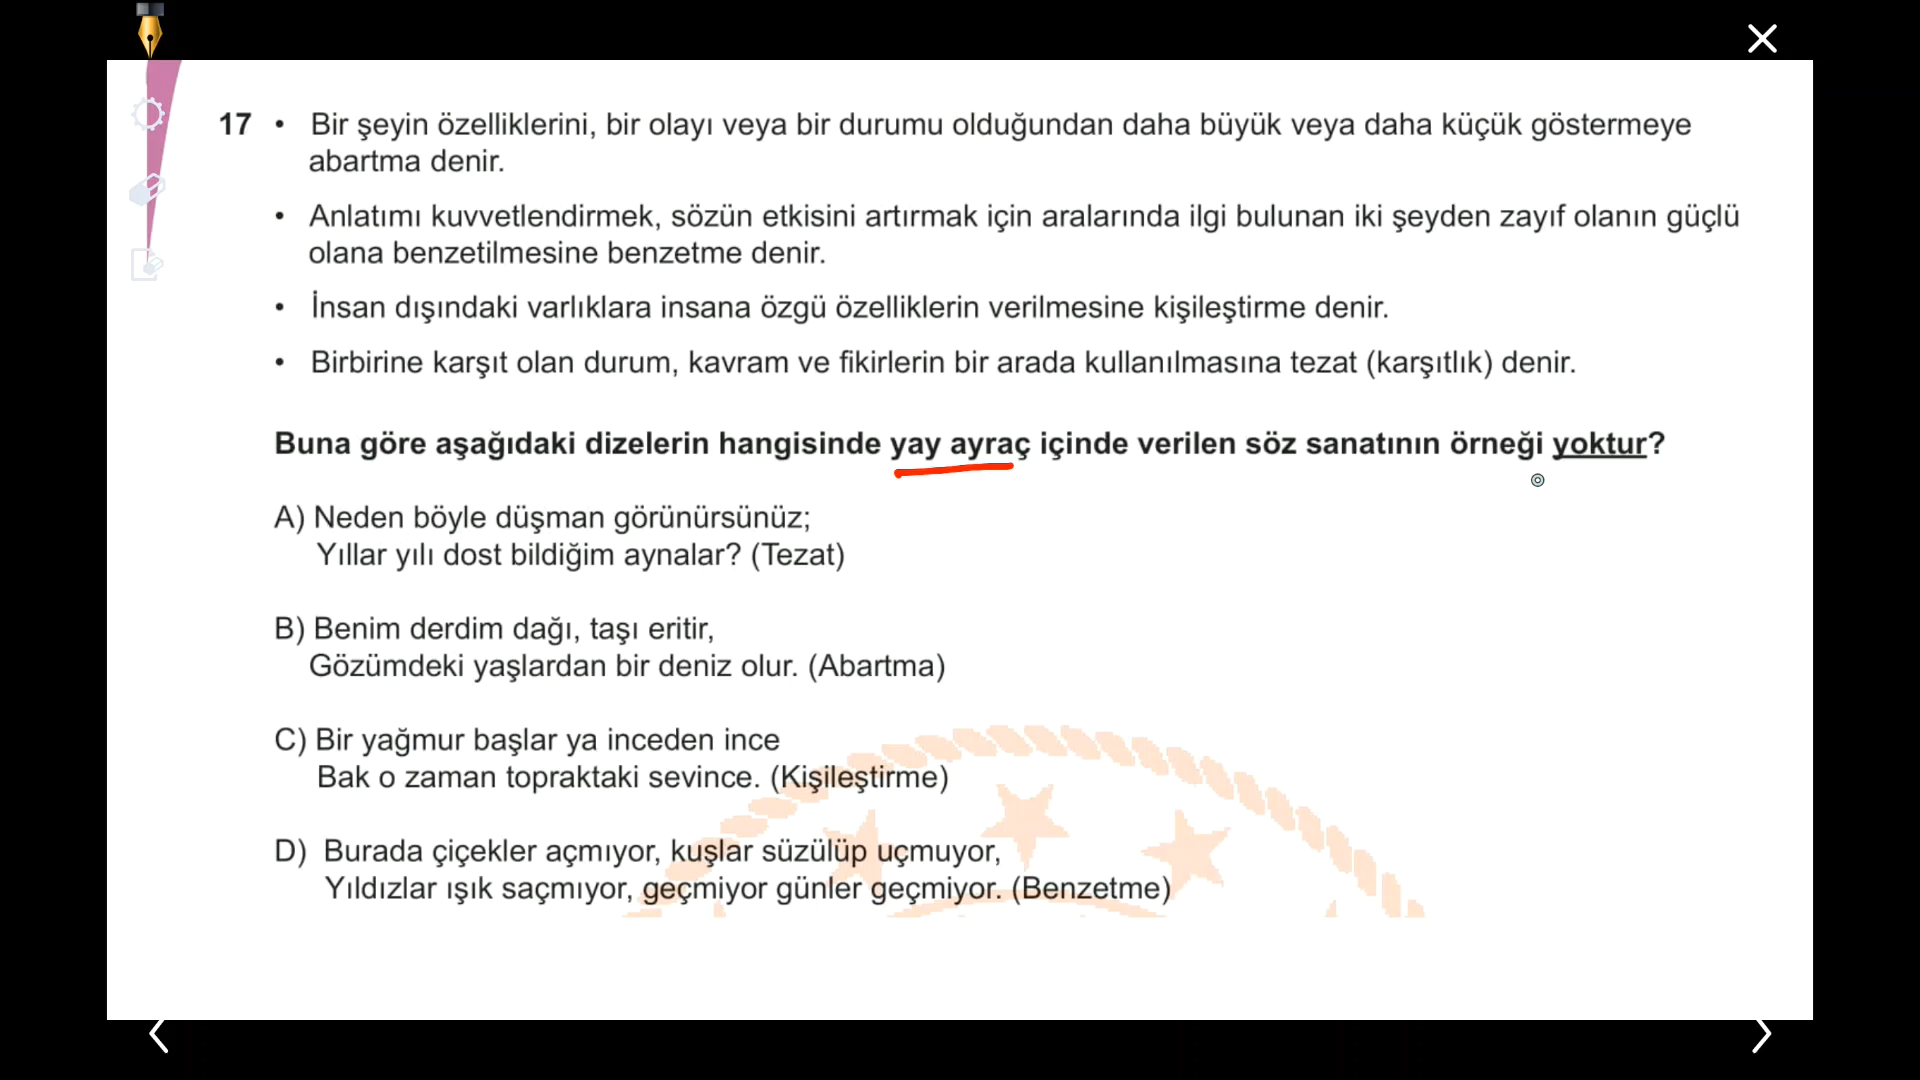 17 • Bir şeyin özelliklerini, bir olayı veya bir durumu olduğundan daha büyük veya daha küçük göstermeye
abartma denir.
• Anlatımı kuvvetlendirmek, sözün etkisini artırmak için aralarında ilgi bulunan iki şeyden zayıf olanın güçlü
olana benzetilmesine benzetme denir.
• İnsan dışındaki varlıklara insana özgü özelliklerin verilmesine kişileştirme denir.
• Birbirine karşıt olan durum, kavram ve fikirlerin bir arada kullanılmasına tezat (karşıtlık) denir.
Buna göre aşağıdaki dizelerin hangisinde yay ayraç içinde verilen söz sanatının örneği yoktur?
A) Neden böyle düşman görünürsünüz;
Yıllar yılı dost bildiğim aynalar? (Tezat)
B) Benim derdim dağı, taşı eritir,
Gözümdeki yaşlardan bir deniz olur. (Abartma)
C) Bir yağmur başlar ya inceden ince
Bak o zaman topraktaki sevince. (Kişileştirme)
D) Burada çiçekler açmıyor, kuşlar süzülüp uçmuyor,
Yıldızlar ışık saçmıyor, geçmiyor günler geçmiyor. (Benzetme)